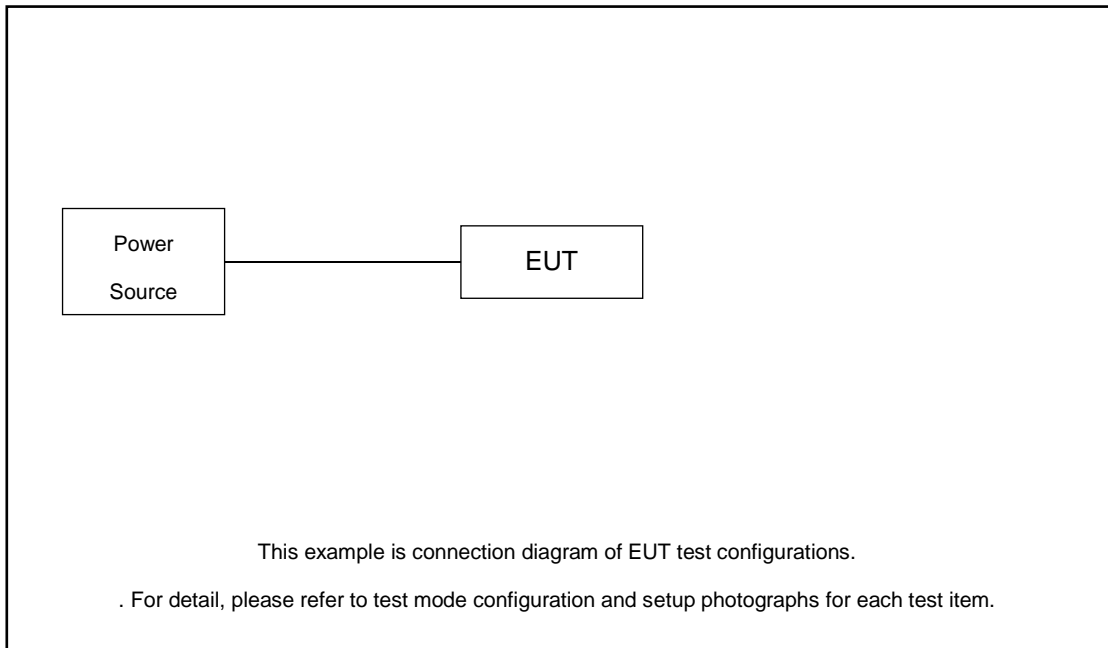 Power
Source
EUT
This example is connection diagram of EUT test configurations.
. For detail, please refer to test mode configuration and setup photographs for each test item.